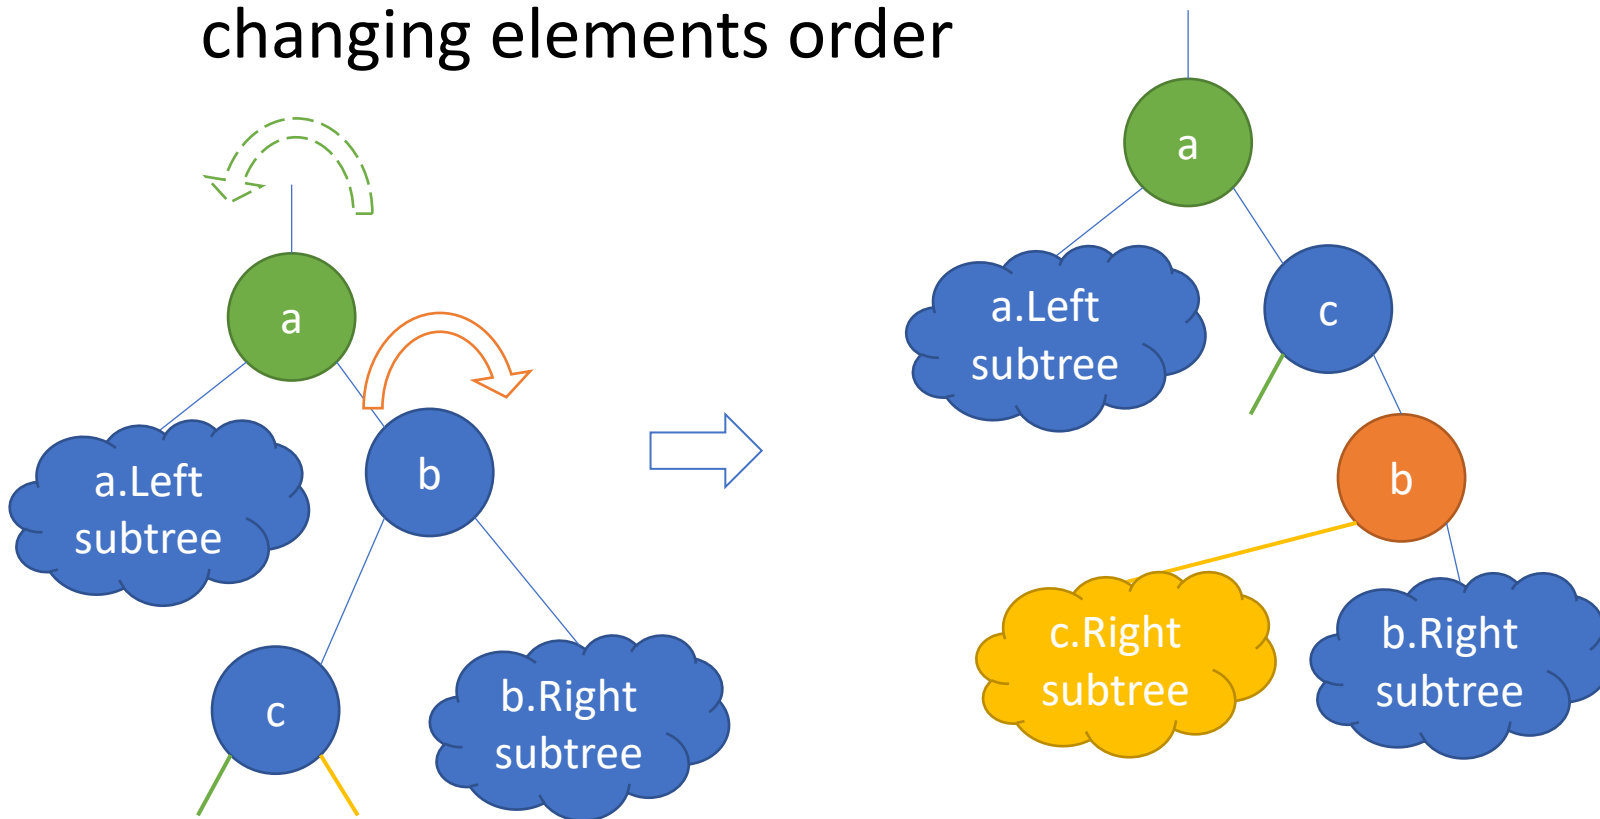 changing elements order
a
a.Left
subtree
b
c
b.Right
subtree
a
a.Left
subtree
c
b
c.Right
subtree
b.Right
subtree